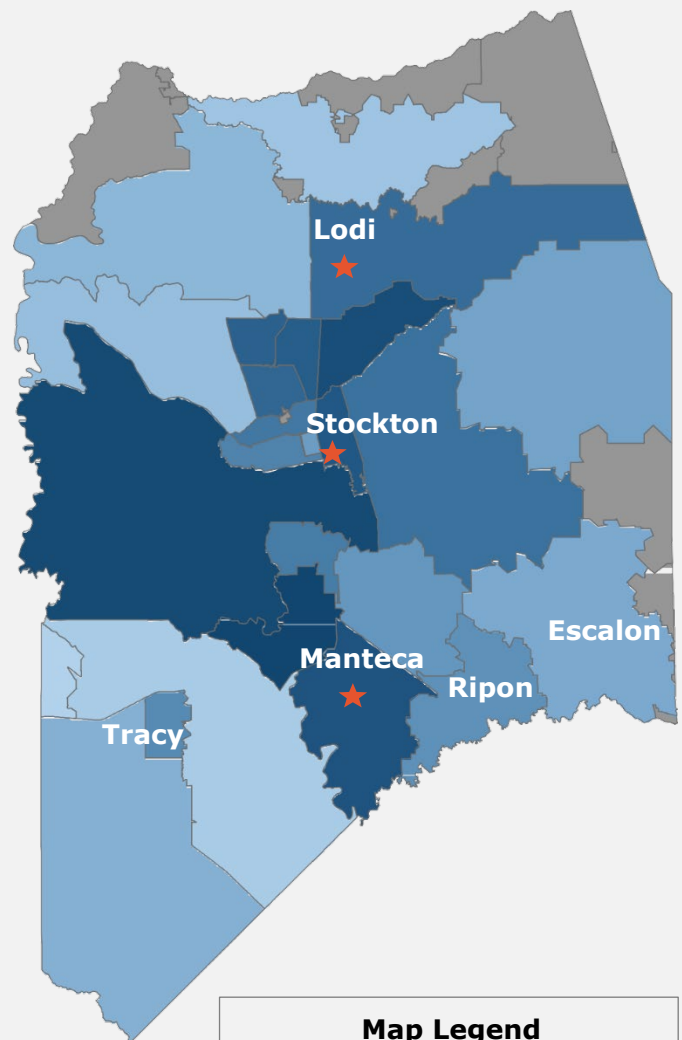 Lodi
Stockton
Escalon
Manteca
Ripon
Tracy
Map Legend